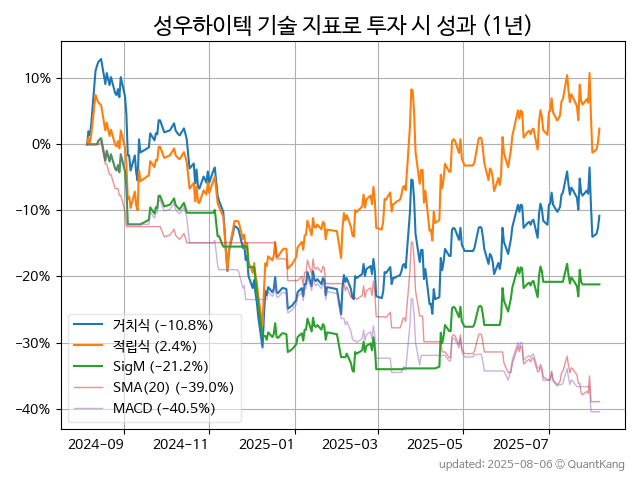 성우하이텍 기술 지표로 투자 시 성과 (1년)
10%
0%
−10%
−20%
−30%
−40%
거치식 (−10.8%)
적립식 (2.4%)
SigM (−21.2%)
SMA(20) (−39.0%)
MACD (−40.5%)
2024-09
2024-11
2025-01
2025-03
2025-05
2025-07
updated: 2025-08-06 © QuantKang